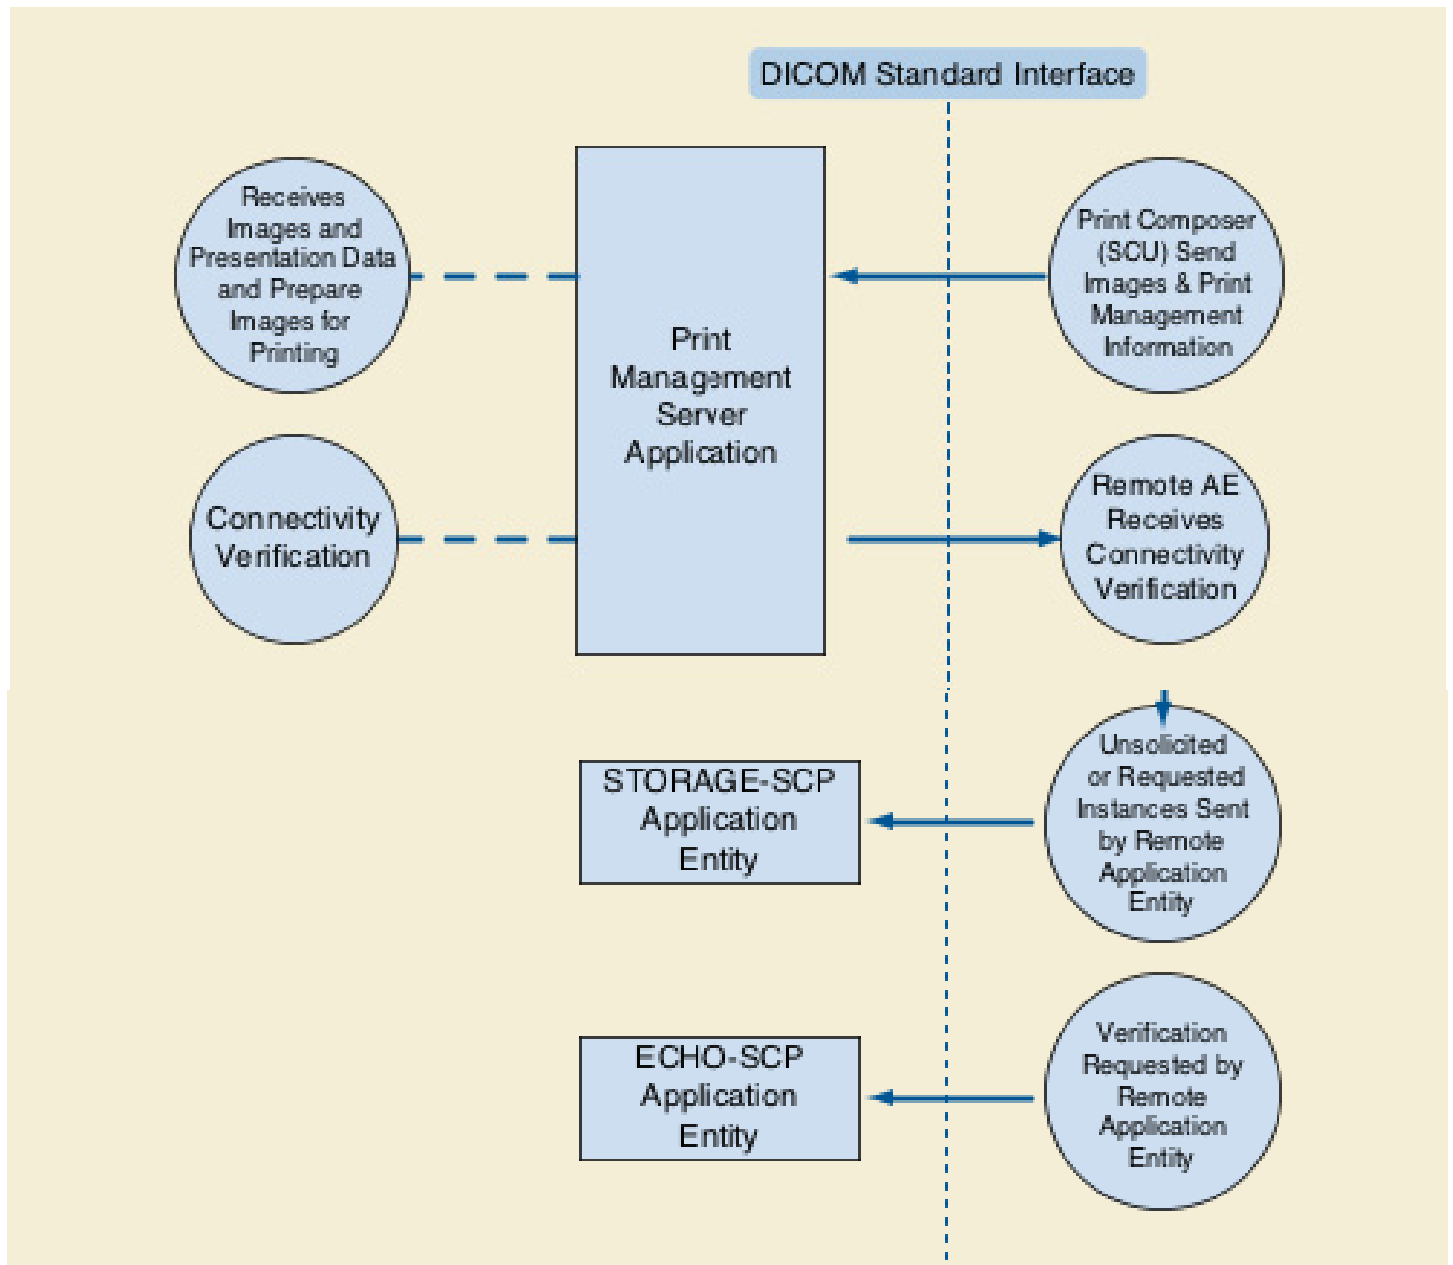 DICOM Standard Interface
Receives
Images and
Presentation Data
and Prepare
Images for
Printing
Print
Management
Server
Application
Print Composer
(SCU) Send
Images & Print
Management
Information
Connectivity
Verification
Remote AE
Receives
Connectivity
Verification
STORAGE-SCP
Application
Entity
Unsolicited
or Requested
Instances Sent
by Remote
Application
Entity
ECHO-SCP
Application
Entity
Verification
Requested by
Remote
Application
Entity